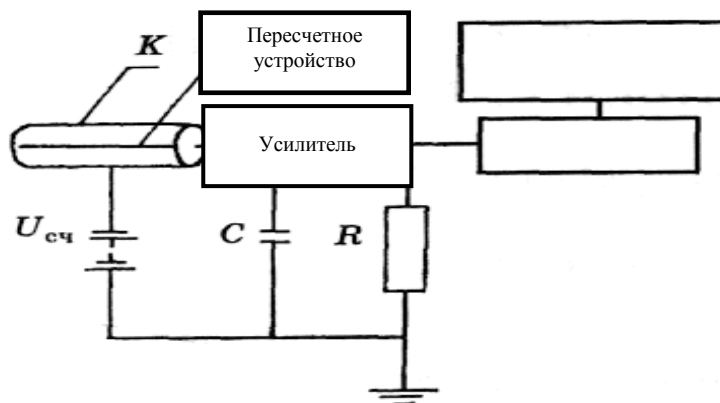 K
Пересчетное
устройство
Усилитель
Uсч
C
R